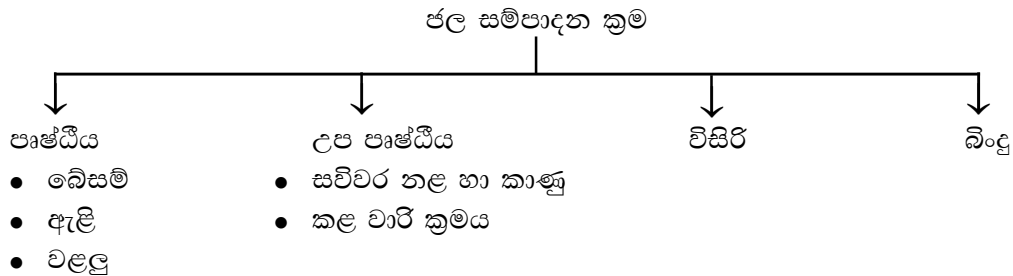 ජල සම්පාදන ක්‍රම
පෘෂ්ඨීය උප පෘෂ්ඨීය විසිරි බිංදු
• බේසම් • සවිවර නළ හා කාණු
• ඇළි • කළ වාරි ක්‍රමය
• වළලු